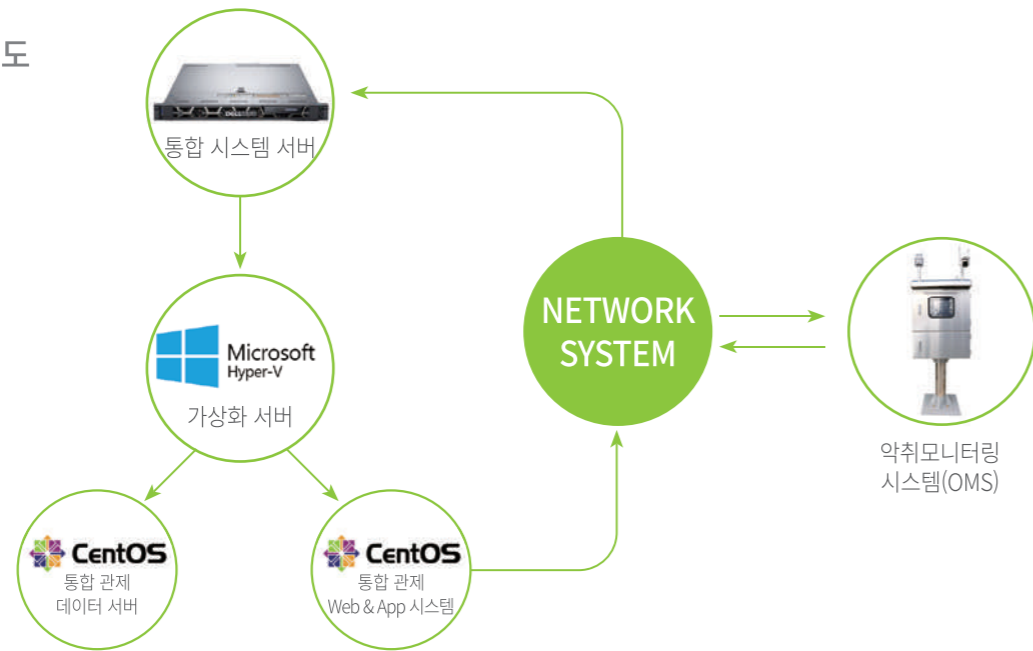 도
DELL EMC
통합 시스템 서버
NETWORK
SYSTEM
Microsoft
Hyper-V
가상화 서버
악취모니터링
시스템(OMS)
CentOS
통합 관제
데이터 서버
CentOS
통합 관제
Web & App 시스템